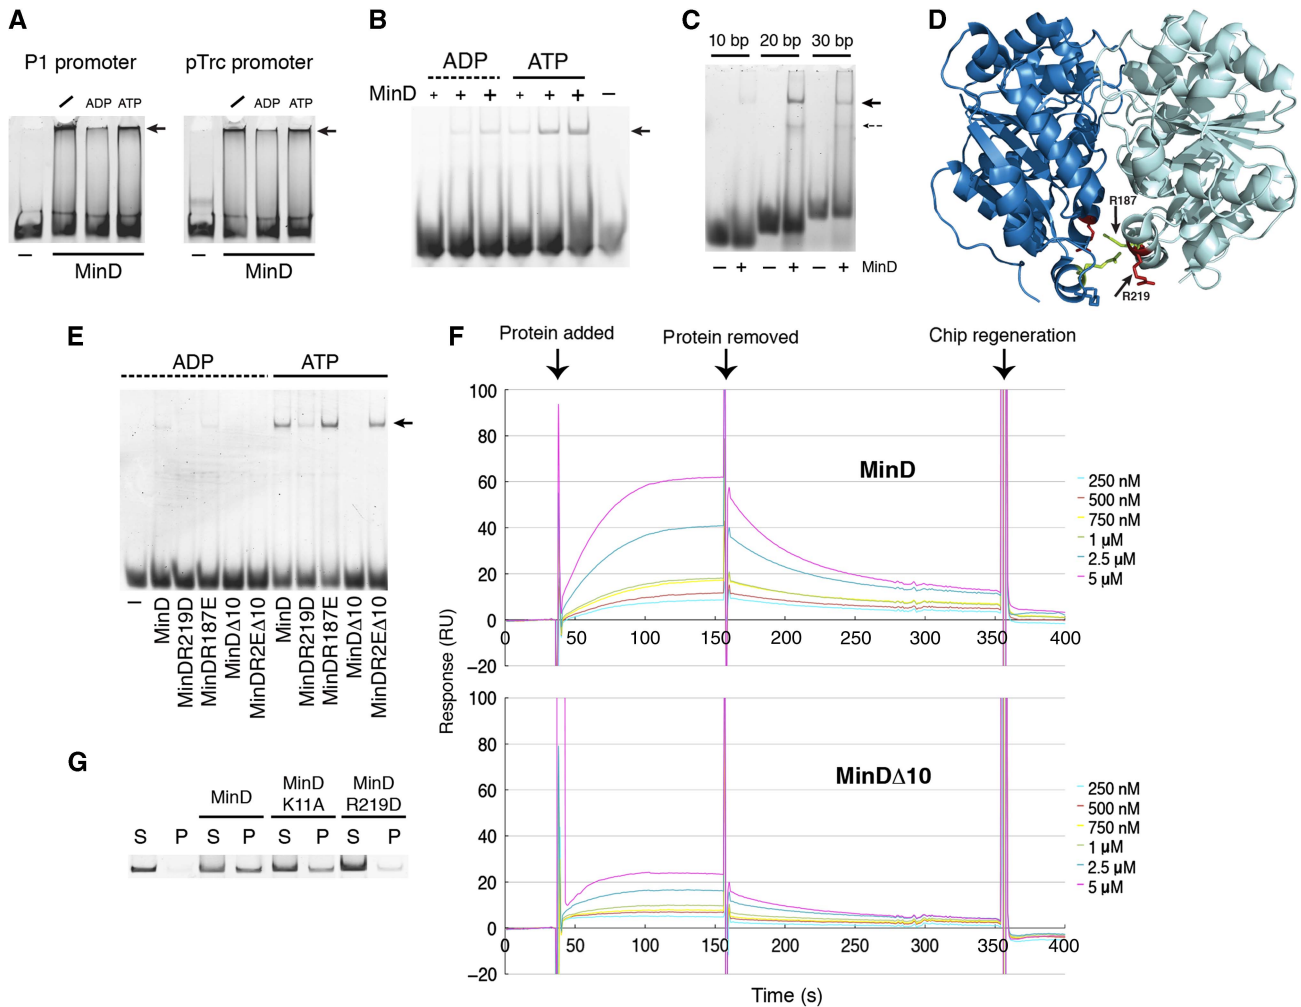 A
P1 promoter
ADP ATP
MinD
pTrc promoter
ADP ATP
MinD
B
ADP ATP
MinD + + + + + + –
C
10 bp 20 bp 30 bp
– + – + – + MinD
D
R187
R219
E
ADP ATP
–
MinD
MinDR219D
MinDR187E
MinDΔ10
MinDR2EΔ10
MinD
MinDR219D
MinDR187E
MinDΔ10
MinDR2EΔ10
F
Protein added
Protein removed
Chip regeneration
Response (RU)
100
80
60
40
20
0
−20
0 50 100 150 200 250 300 350 400
MinD
250 nM
500 nM
750 nM
1 µM
2.5 µM
5 µM
100
80
60
40
20
0
−20
0 50 100 150 200 250 300 350 400
MinDΔ10
250 nM
500 nM
750 nM
1 µM
2.5 µM
5 µM
Time (s)
G
MinD
MinD K11A
MinD R219D
S P S P S P S P